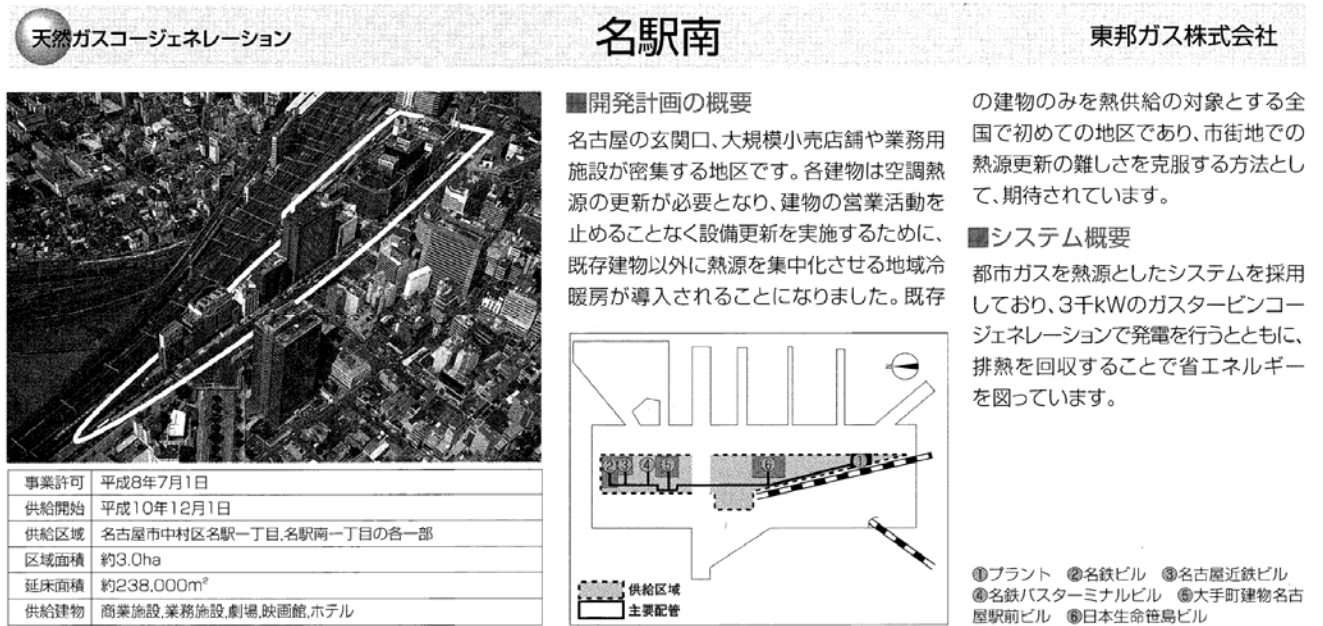 天然ガスコージェネレーション
名駅南
東邦ガス株式会社
事業許可 平成8年7月1日
供給開始 平成10年12月1日
供給区域 名古屋市中村区名駅一丁目,名駅南一丁目の各一部
区域面積 約3.0ha
延床面積 約238,000m²
供給建物 商業施設,業務施設,劇場,映画館,ホテル
■開発計画の概要
名古屋の玄関口、大規模小売店舗や業務用
施設が密集する地区です。各建物は空調熱
源の更新が必要となり、建物の営業活動を
止めることなく設備更新を実施するために、
既存建物以外に熱源を集中化させる地域冷
暖房が導入されることになりました。既存
N
② ③ ④ ⑤ ⑥ ①
供給区域
主要配管
の建物のみを熱供給の対象とする全
国で初めての地区であり、市街地での
熱源更新の難しさを克服する方法とし
て、期待されています。
■システム概要
都市ガスを熱源としたシステムを採用
しており、3千kWのガスタービンコー
ジェネレーションで発電を行うとともに、
排熱を回収することで省エネルギー
を図っています。
①プラント ②名鉄ビル ③名古屋近鉄ビル
④名鉄バスターミナルビル ⑤大手町建物名古
屋駅前ビル ⑥日本生命笹島ビル